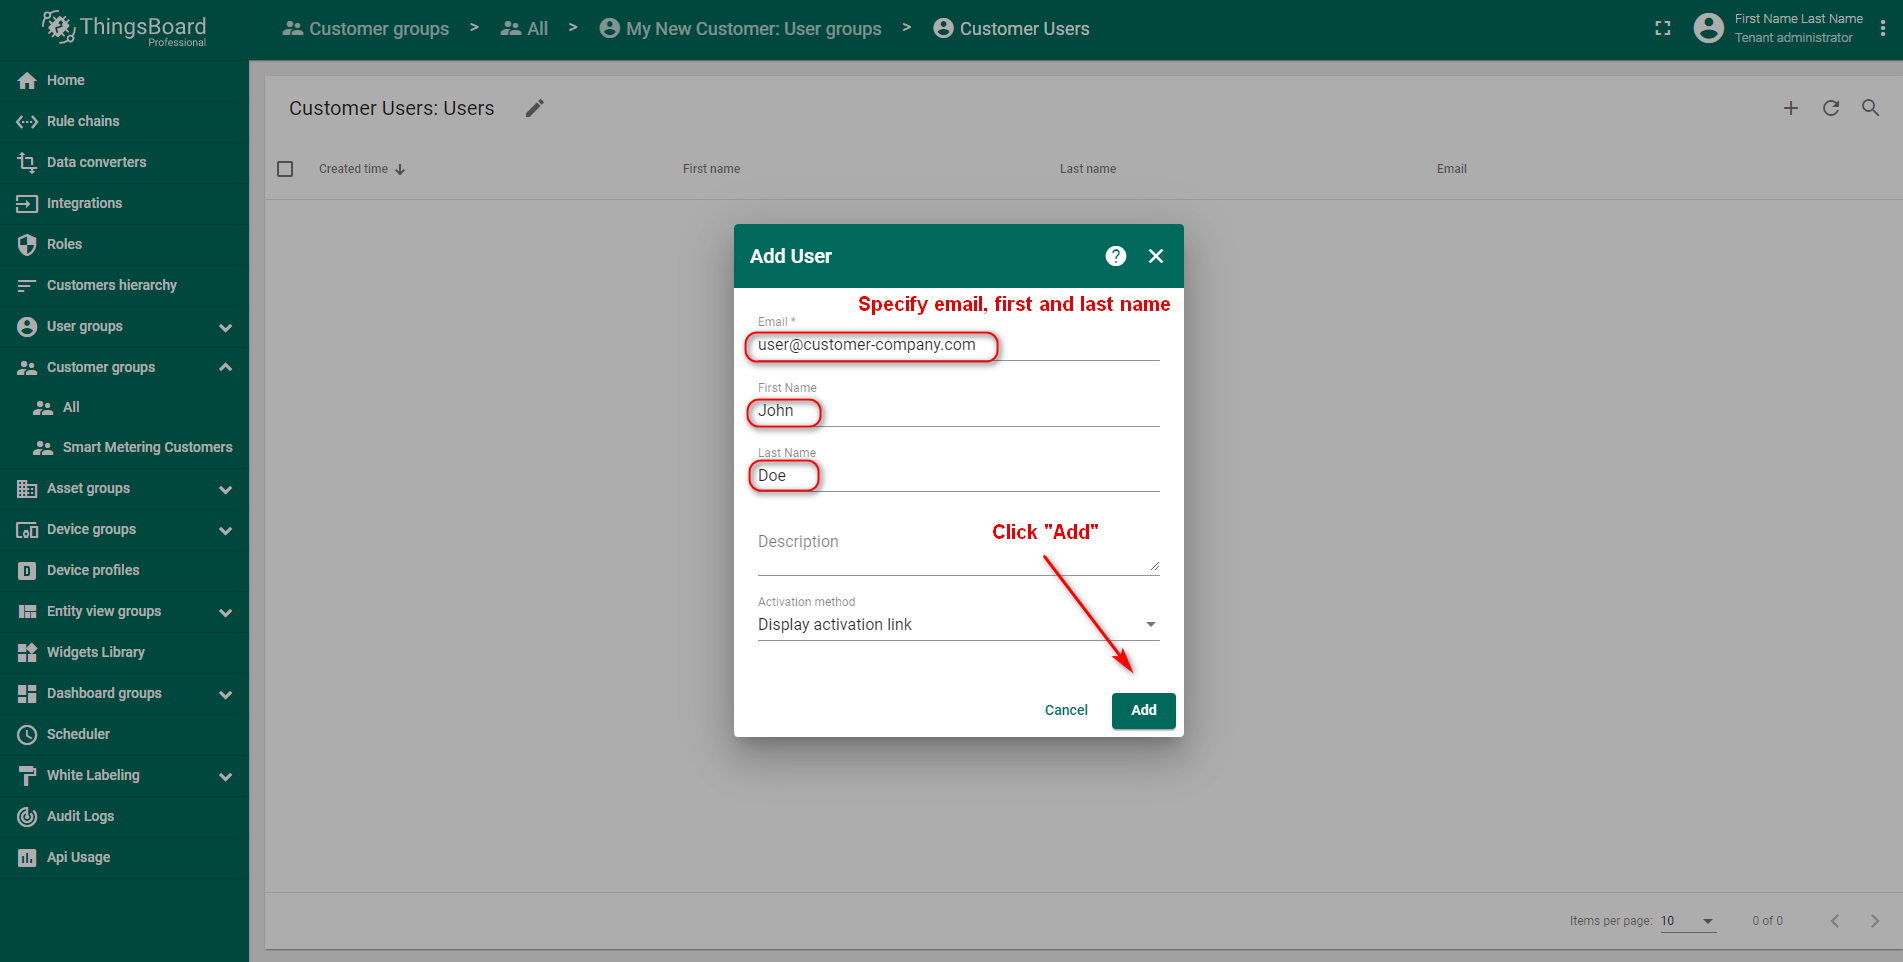 ThingsBoard
Professional
Customer groups > All > My New Customer: User groups > Customer Users
First Name Last Name
Tenant administrator
Home
Rule chains
Data converters
Integrations
Roles
Customers hierarchy
User groups
Customer groups
All
Smart Metering Customers
Asset groups
Device groups
Device profiles
Entity view groups
Widgets Library
Dashboard groups
Scheduler
White Labeling
Audit Logs
Api Usage
Customer Users: Users
Created time First name Last name Email
Add User
Specify email, first and last name
Email *
user@customer-company.com
First Name
John
Last Name
Doe
Click "Add"
Description
Activation method
Display activation link
Cancel Add
Items per page: 10 0 of 0